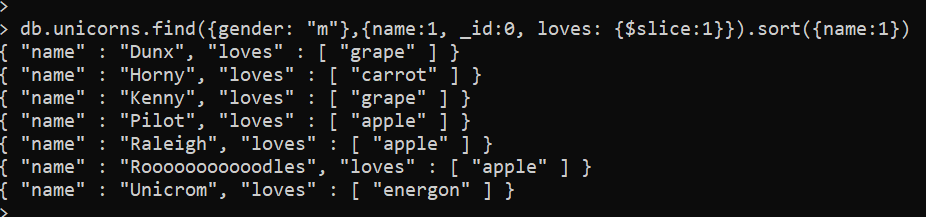 >
> db.unicorns.find({gender: "m"},{name:1, _id:0, loves: {$slice:1}}).sort({name:1})
{ "name" : "Dunx", "loves" : [ "grape" ] }
{ "name" : "Horny", "loves" : [ "carrot" ] }
{ "name" : "Kenny", "loves" : [ "grape" ] }
{ "name" : "Pilot", "loves" : [ "apple" ] }
{ "name" : "Raleigh", "loves" : [ "apple" ] }
{ "name" : "Roooooooooodles", "loves" : [ "apple" ] }
{ "name" : "Unicrom", "loves" : [ "energon" ] }
>